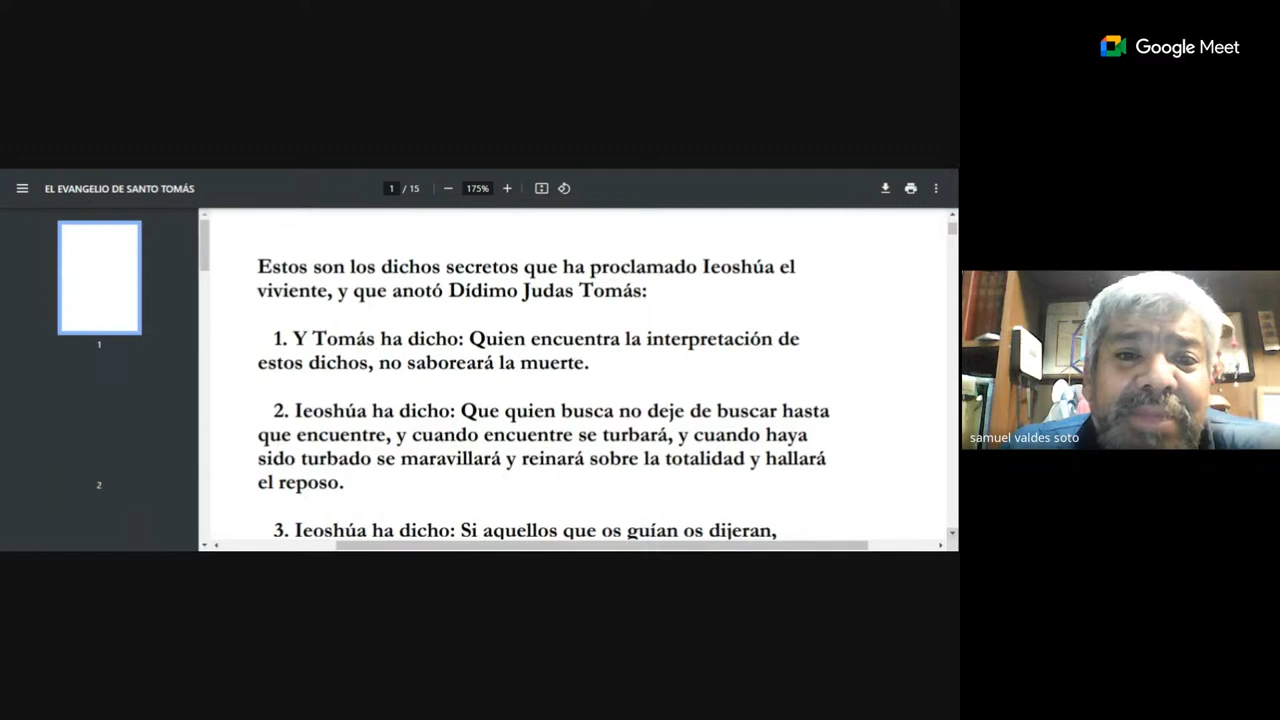 Google Meet
EL EVANGELIO DE SANTO TOMÁS
1 / 15
175%
Estos son los dichos secretos que ha proclamado Ieoshúa el
viviente, y que anotó Dídimo Judas Tomás:
1. Y Tomás ha dicho: Quien encuentra la interpretación de
estos dichos, no saboreará la muerte.
2. Ieoshúa ha dicho: Que quien busca no deje de buscar hasta
que encuentre, y cuando encuentre se turbará, y cuando haya
sido turbado se maravillará y reinará sobre la totalidad y hallará
el reposo.
3. Ieoshúa ha dicho: Si aquellos que os guían os dijeran,
1
2
samuel valdes soto